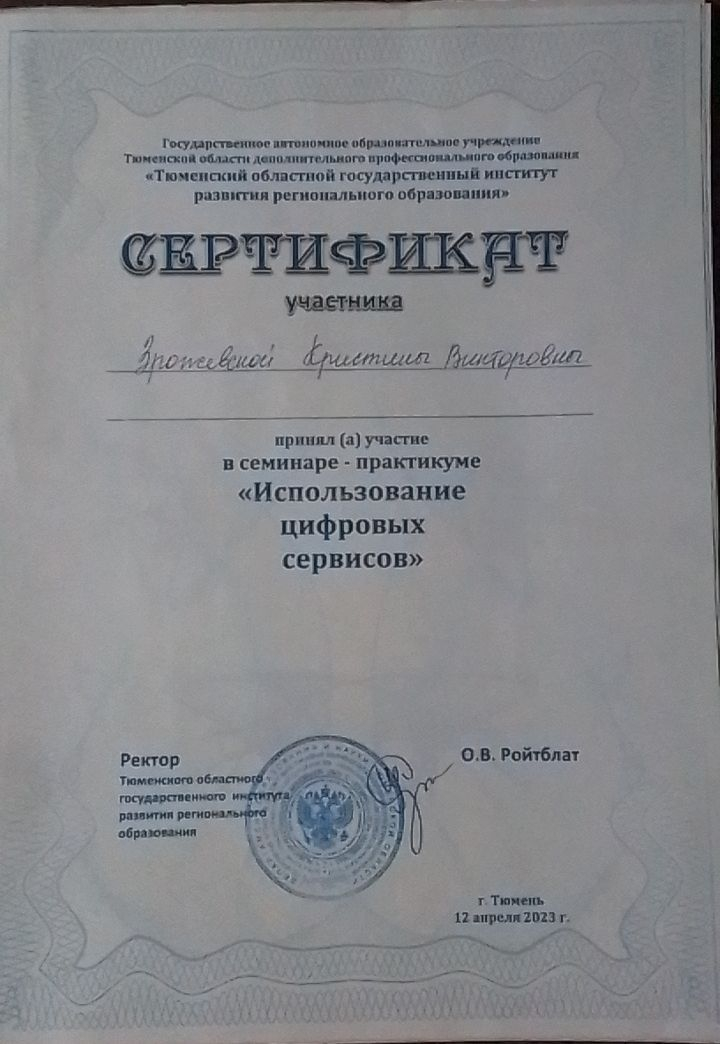 Государственное автономное образовательное учреждение
Тюменской области дополнительного профессионального образования
«Тюменский областной государственный институт
развития регионального образования»
СЕРТИФИКАТ
участника
Кристины Викторовны
принял (а) участие
в семинаре - практикуме
«Использование
цифровых
сервисов»
Ректор
Тюменского областного
государственного института
развития регионального
образования
О.В. Ройтблат
г. Тюмень
12 апреля 2023 г.